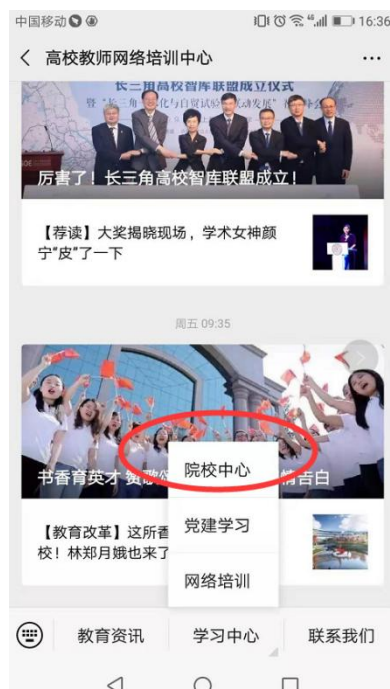 中国移动
16:36
高校教师网络培训中心
长三角高校智库联盟成立仪式
厉害了！长三角高校智库联盟成立！
【荐读】大奖揭晓现场，学术女神颜
宁“皮”了一下
周五 09:35
书香育英才
情告白
院校中心
【教育改革】这所香
校！林郑月娥也来了
党建学习
网络培训
教育资讯
学习中心
联系我们